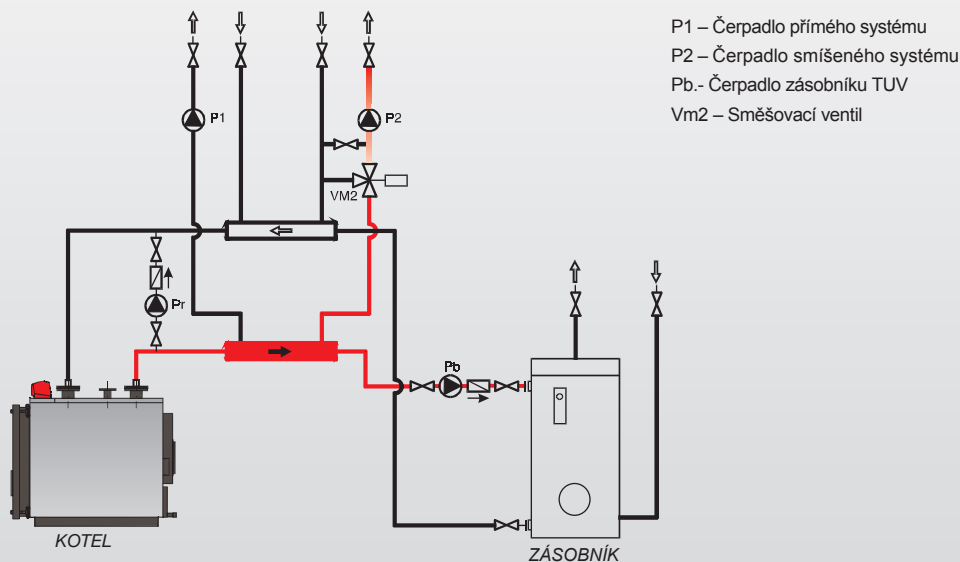 P1 – Čerpadlo přímého systému
P2 – Čerpadlo smíšeného systému
Pb.- Čerpadlo zásobníku TUV
Vm2 – Směšovací ventil
P1
P2
VM2
Pr
Pb
KOTEL
ZÁSOBNÍK